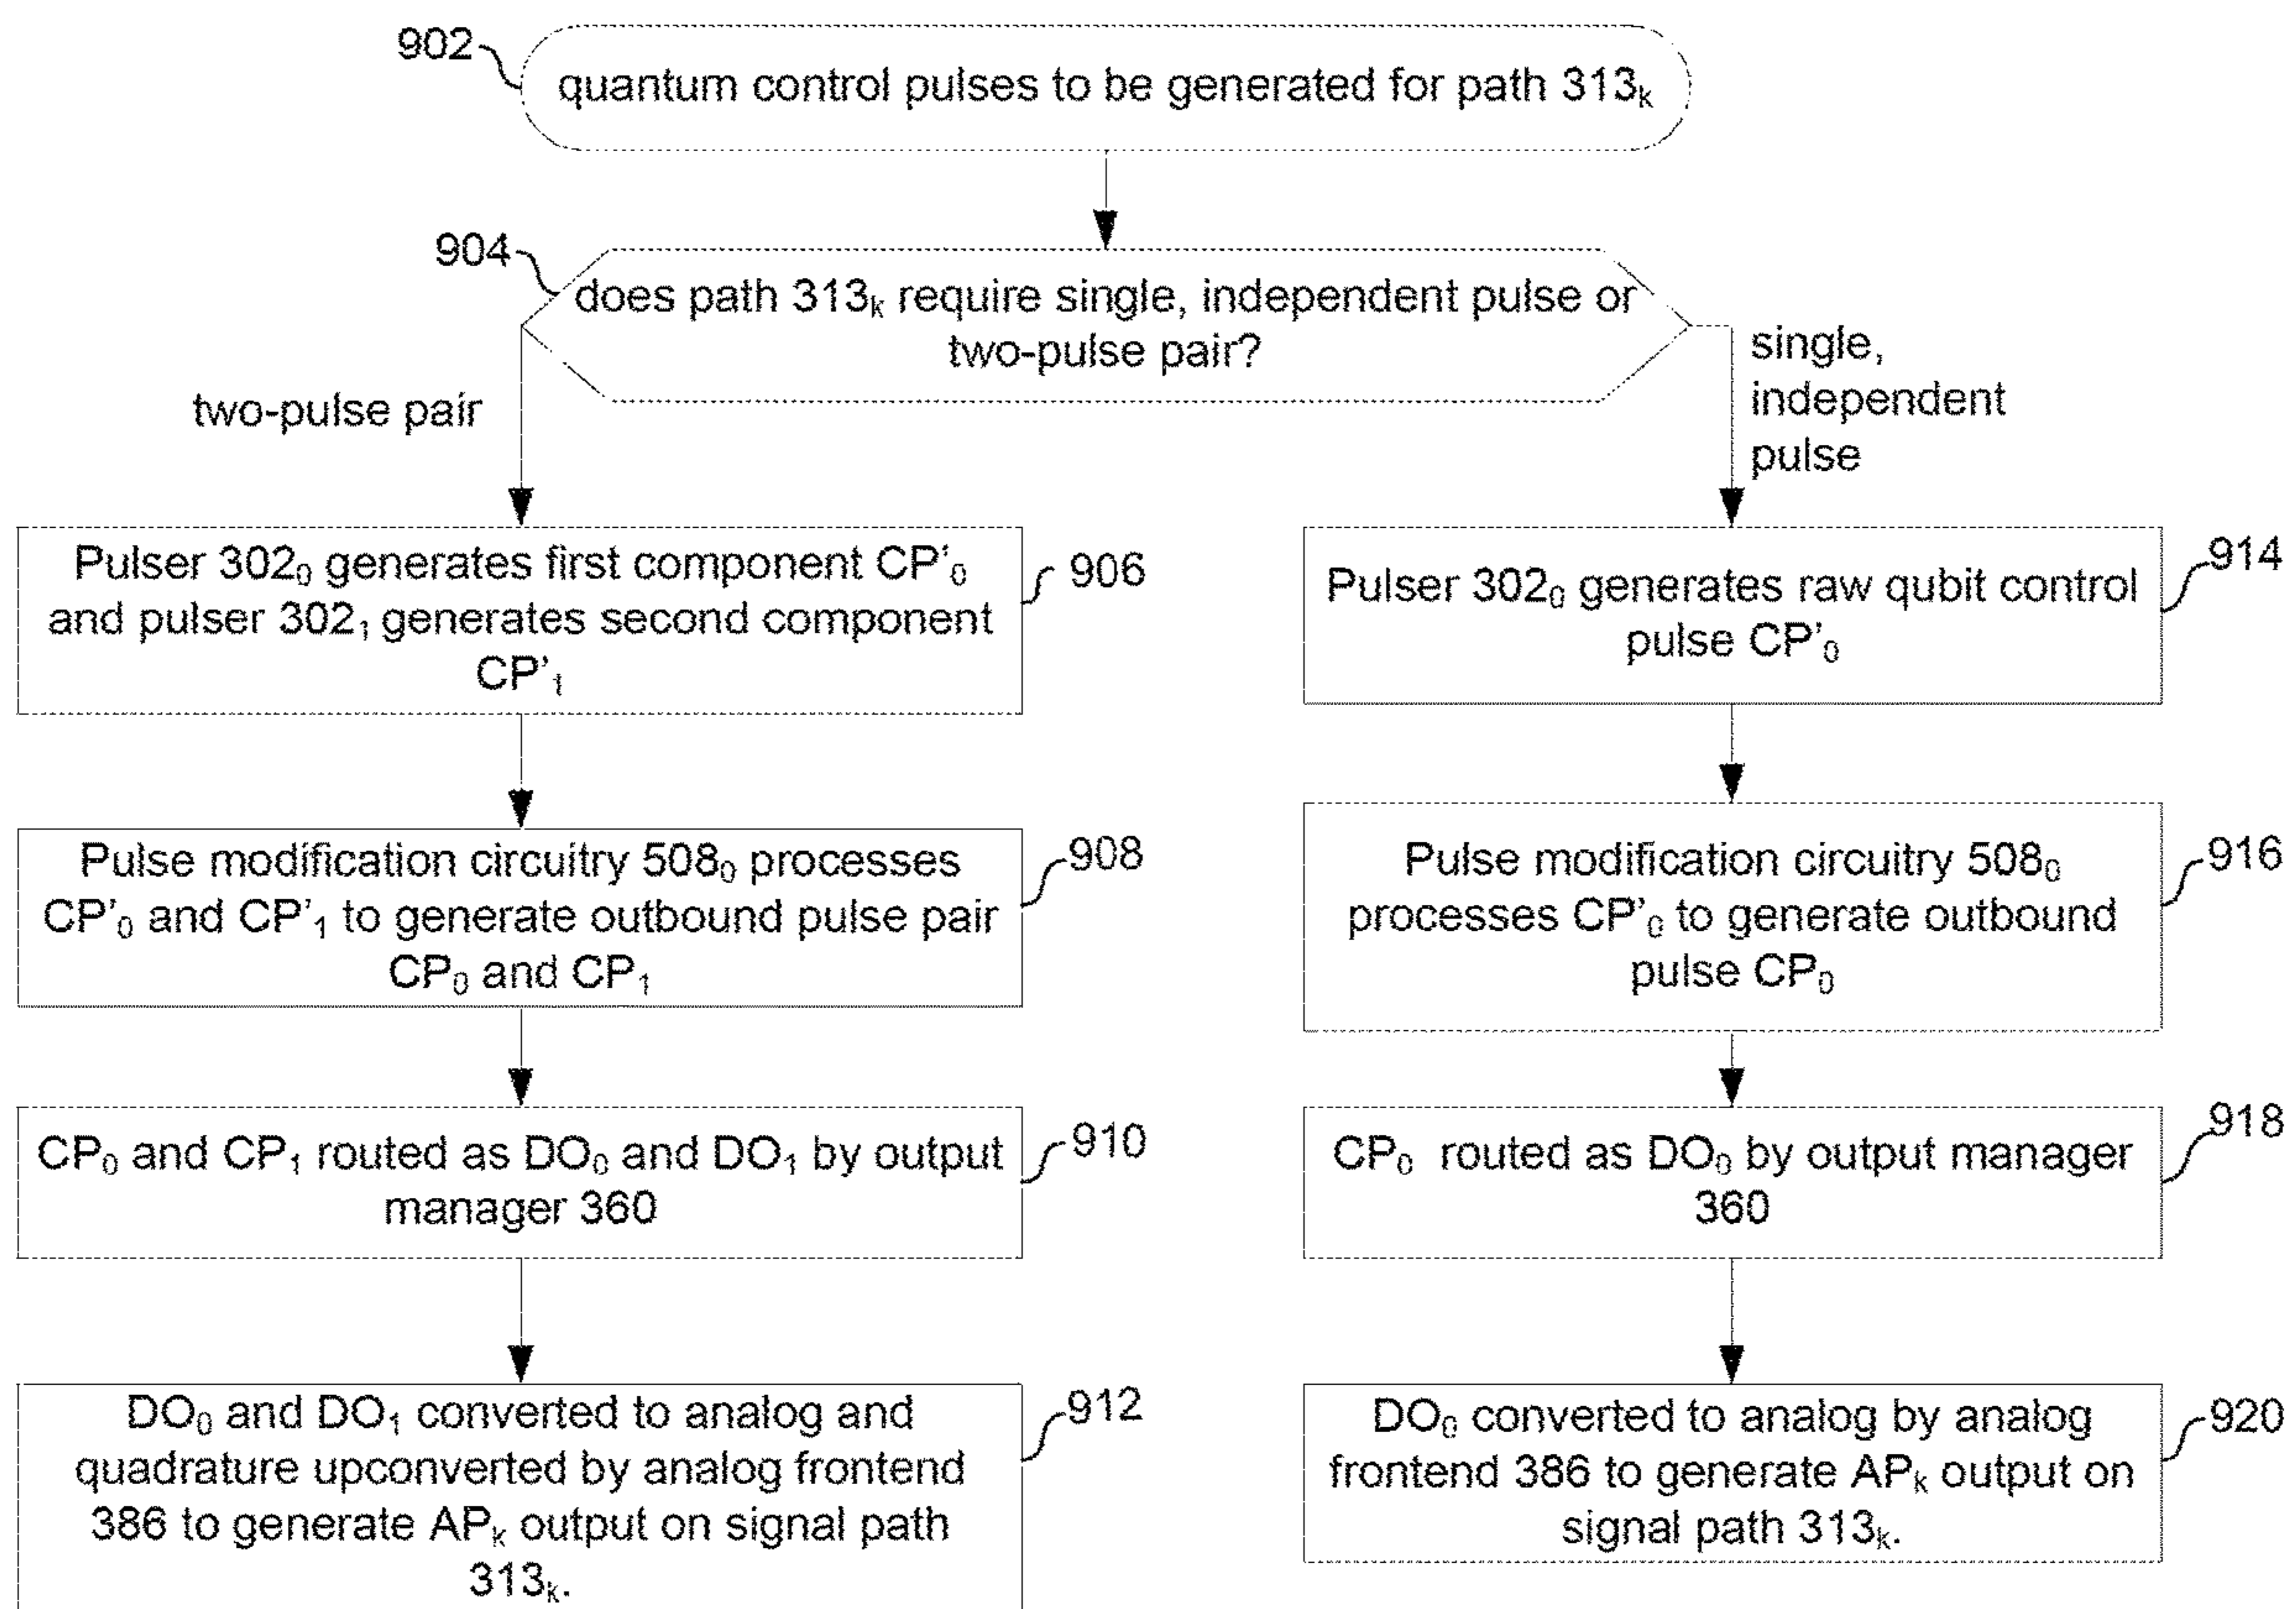 902
quantum control pulses to be generated for path 313ₖ
904
does path 313ₖ require single, independent pulse or
two-pulse pair?
two-pulse pair
single,
independent
pulse
Pulser 302₀ generates first component CP'₀
and pulser 302₁ generates second component
CP'₁
906
Pulse modification circuitry 508₀ processes
CP'₀ and CP'₁ to generate outbound pulse pair
CP₀ and CP₁
908
CP₀ and CP₁ routed as DO₀ and DO₁ by output
manager 360
910
DO₀ and DO₁ converted to analog and
quadrature upconverted by analog frontend
386 to generate APₖ output on signal path
313ₖ.
912
Pulser 302₀ generates raw qubit control
pulse CP'₀
914
Pulse modification circuitry 508₀
processes CP'₀ to generate outbound
pulse CP₀
916
CP₀ routed as DO₀ by output manager
360
918
DO₀ converted to analog by analog
frontend 386 to generate APₖ output on
signal path 313ₖ.
920